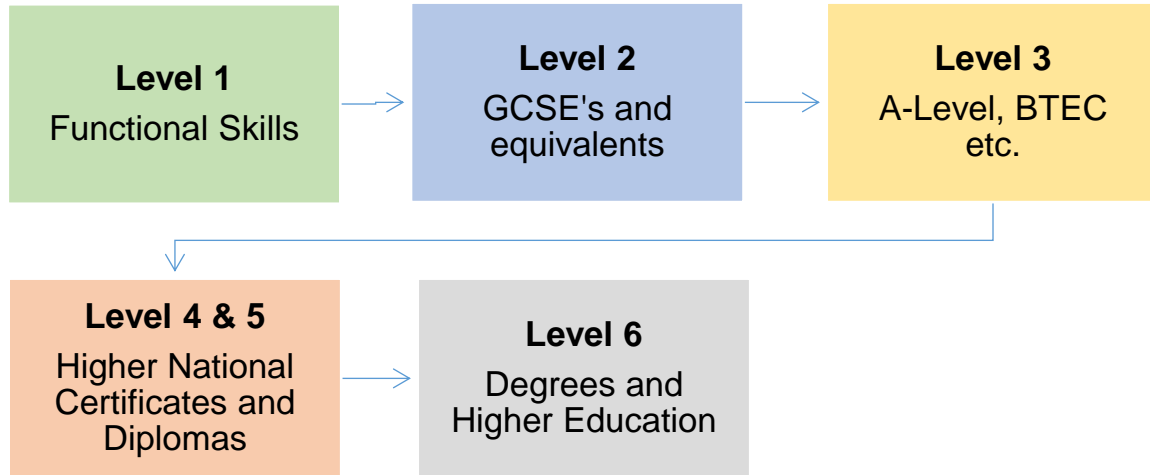 Level 1
Functional Skills
Level 2
GCSE's and
equivalents
Level 3
A-Level, BTEC
etc.
Level 4 & 5
Higher National
Certificates and
Diplomas
Level 6
Degrees and
Higher Education